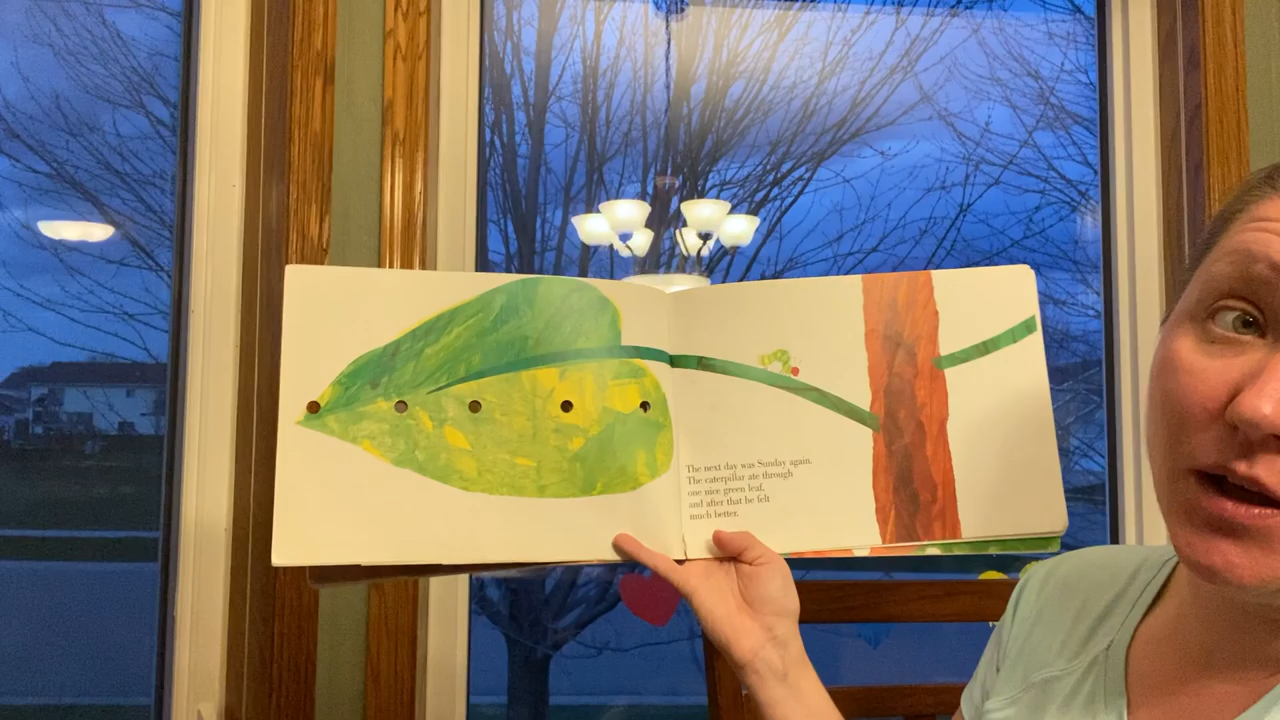 The next day was Sunday again.
The caterpillar ate through
one nice green leaf,
and after that he felt
much better.